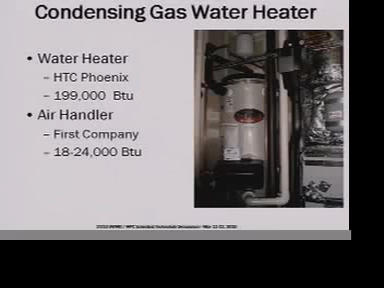 Condensing Gas Water Heater
• Water Heater
– HTC Phoenix
– 199,000 Btu
• Air Handler
– First Company
– 18-24,000 Btu